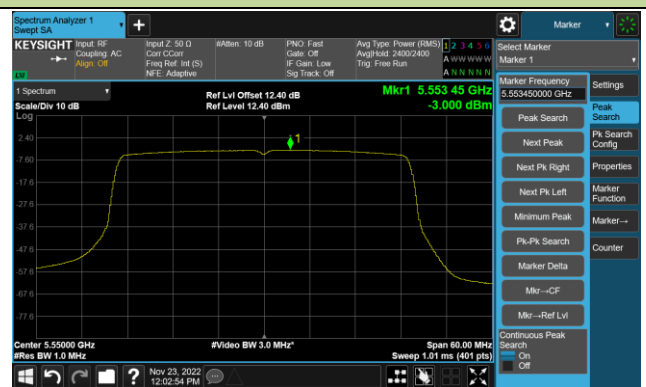 Spectrum Analyzer 1
Swept SA
+
Marker
KEYSIGHT
Input: RF
Coupling: AC
Align: Off
Input Z: 50 Ω
Corr CCorr
Freq Ref: Int (S)
NFE: Adaptive
#Atten: 10 dB
PNO: Fast
Gate: Off
IF Gain: Low
Sig Track: Off
Avg Type: Power (RMS)
Avg|Hold: 2400/2400
Trig: Free Run
1 2 3 4 5 6
A W W W W W
A N N N N N
LW
Select Marker
Marker 1
1 Spectrum
Scale/Div 10 dB
Log
Ref Lvl Offset 12.40 dB
Ref Level 12.40 dBm
Mkr1 5.553 45 GHz
-3.000 dBm
1
2.40
-7.60
-17.6
-27.6
-37.6
-47.6
-57.6
-67.6
-77.6
Center 5.55000 GHz
#Res BW 1.0 MHz
#Video BW 3.0 MHz*
Span 60.00 MHz
Sweep 1.01 ms (401 pts)
Marker Frequency
5.553450000 GHz
Peak Search
Next Peak
Next Pk Right
Next Pk Left
Minimum Peak
Pk-Pk Search
Marker Delta
Mkr→CF
Mkr→Ref Lvl
Continuous Peak
Search
On
Off
Settings
Peak
Search
Pk Search
Config
Properties
Marker
Function
Marker→
Counter
?
Nov 23, 2022
12:02:54 PM